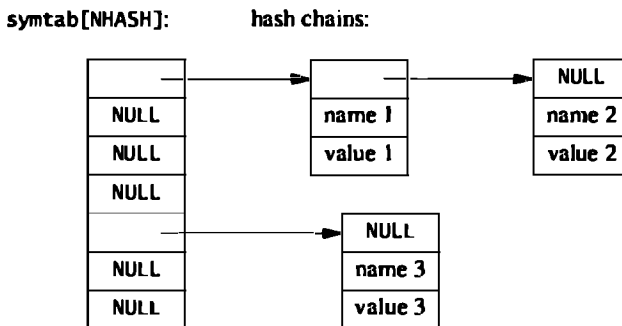 symtab[NHASH]: hash chains:
NULL
NULL name 1 name 2
NULL value 1 value 2
NULL
NULL
NULL name 3
NULL value 3